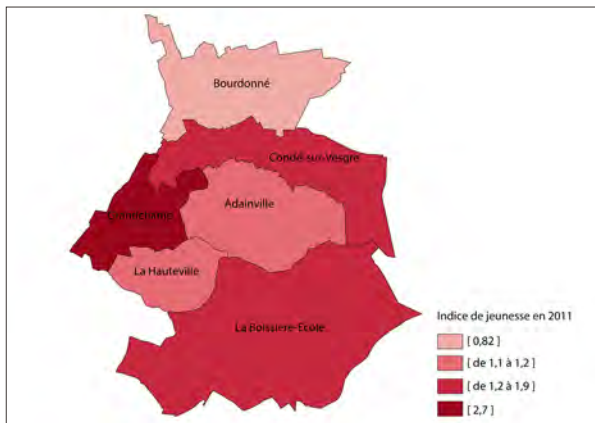 Bourdonné
Condé-sur-Vesgre
Adainville
La Hauteville
La Boissière-Ecole
Indice de jeunesse en 2011
[ 0,82]
[ de 1,1 à 1,2 ]
[ de 1,2 à 1,9 ]
[ 2,7 ]